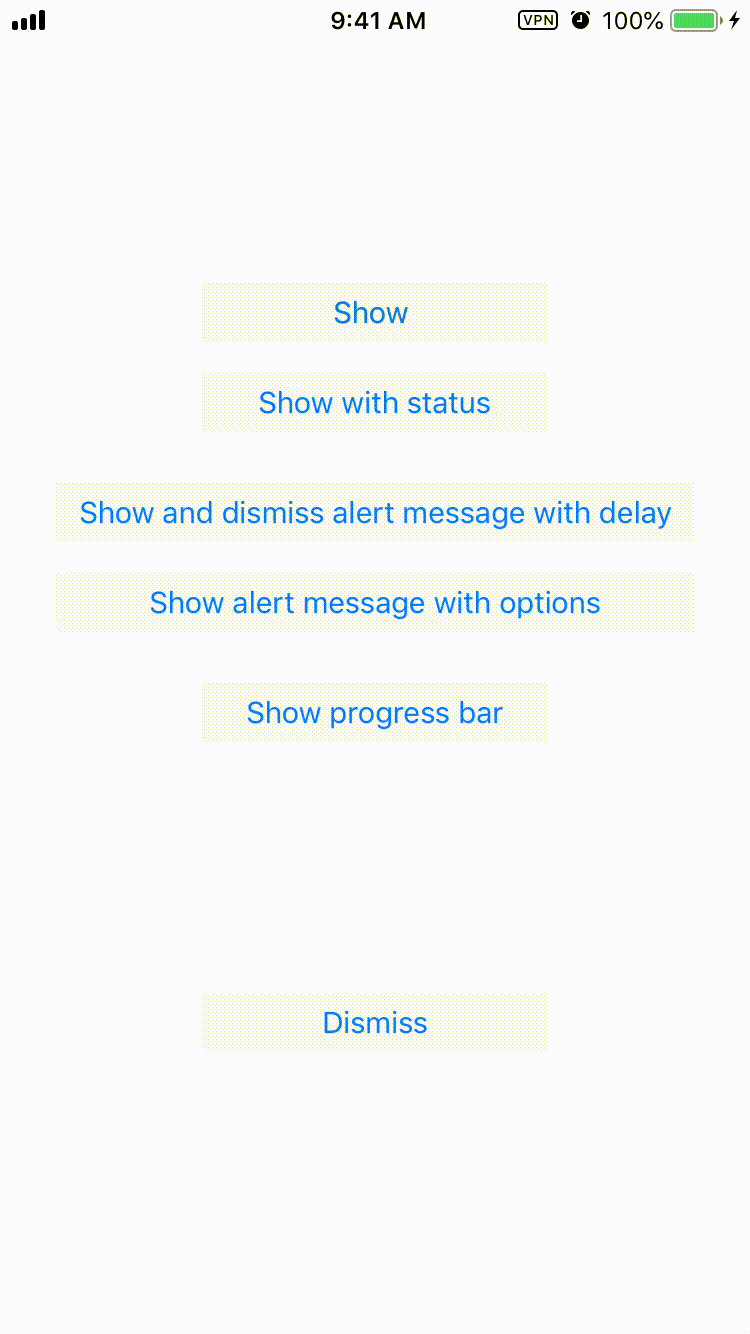 9:41 AM VPN 100%
Show
Show with status
Show and dismiss alert message with delay
Show alert message with options
Show progress bar
Dismiss